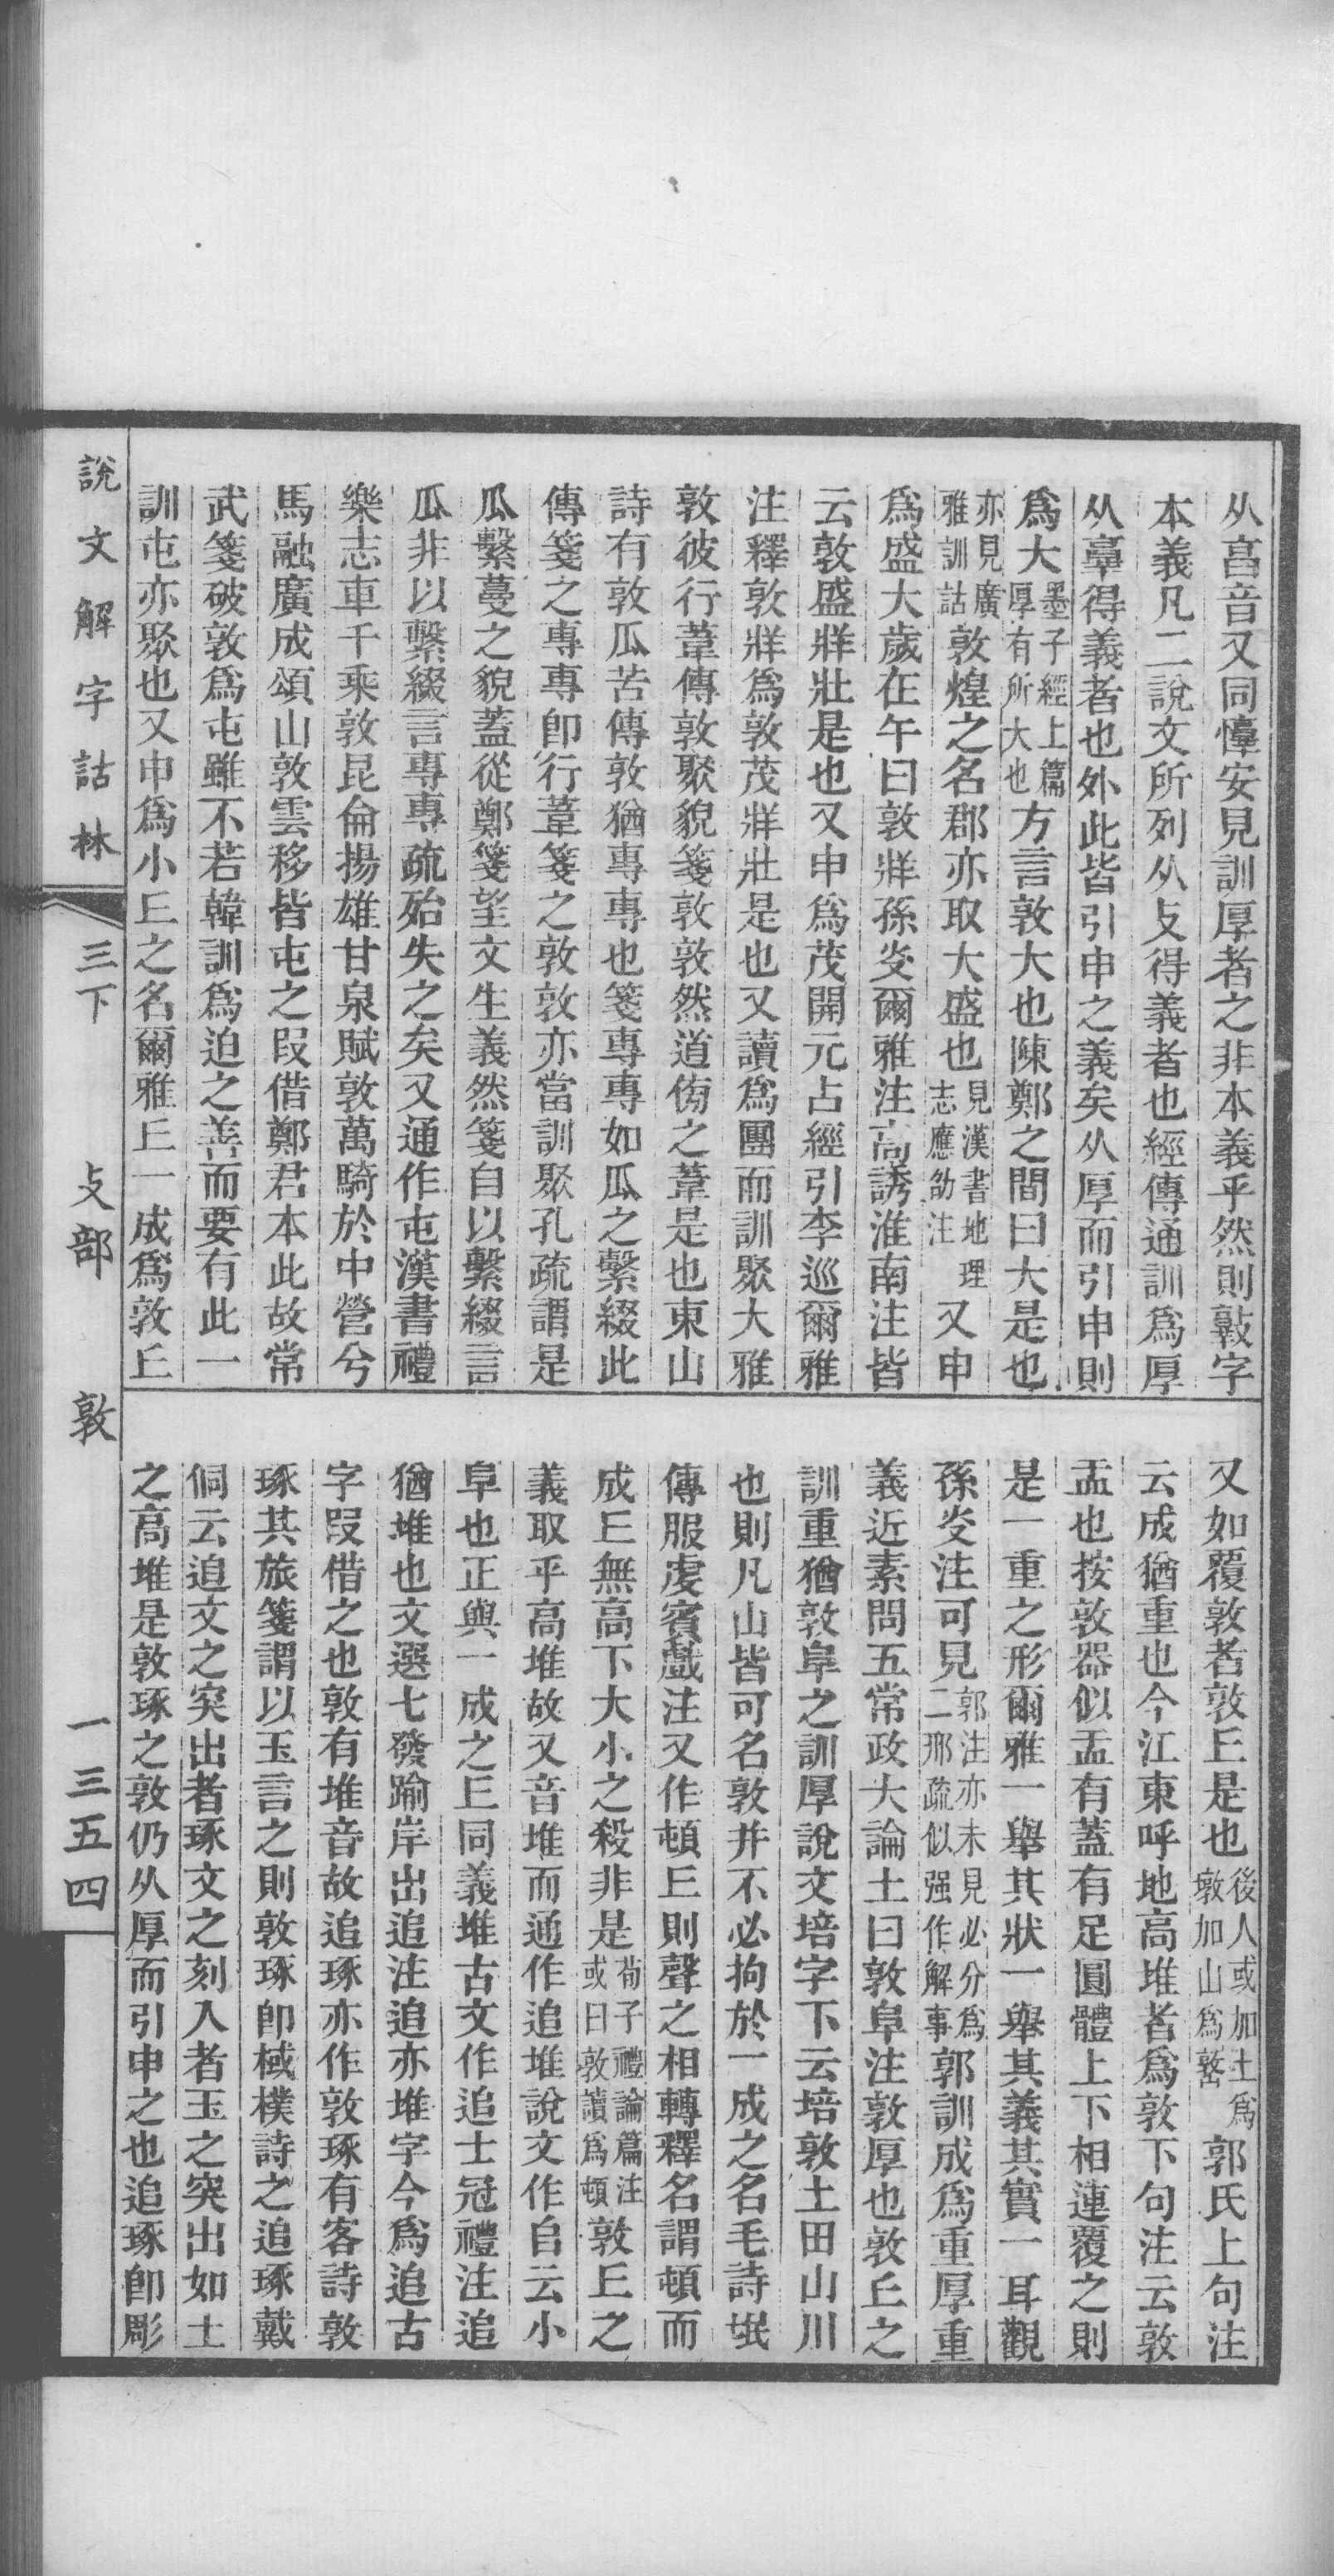 从亯音又同憞安見訓厚者之非本義乎然則敦字
本義凡二說文所列从攴得義者也經傳通訓爲厚
从𦎫得義者也外此皆引申之義矣从厚而引申則
爲大墨子經上篇厚有所大也方言敦大也陳鄭之間曰大是也
亦見廣雅訓詁敦煌之名郡亦取大盛也見漢書地理志應劭注又申
爲盛大歲在午曰敦牂孫炎爾雅注高誘淮南注皆
云敦盛牂壯是也又申爲茂開元占經引李巡爾雅
注釋敦牂爲敦茂牂壯是也又讀爲團而訓聚大雅
敦彼行葦傳敦聚貌箋敦敦然道傍之葦是也東山
詩有敦瓜苦傳敦猶專專也箋專專如瓜之繫綴此
傳箋之專專卽行葦箋之敦敦亦當訓聚孔疏謂是
瓜繫蔓之貌蓋從鄭箋望文生義然箋自以繫綴言
瓜非以繫綴言專專疏殆失之矣又通作屯漢書禮
樂志車千乘敦昆倫揚雄甘泉賦敦萬騎於中營兮
馬融廣成頌山敦雲移皆屯之叚借鄭君本此故常
武箋破敦爲屯雖不若韓訓爲迫之善而要有此一
訓屯亦聚也又申爲小丘之名爾雅丘一成爲敦丘
又如覆敦者敦丘是也後人或加土爲墩加山爲嶅郭氏上句注
云成猶重也今江東呼地高堆者爲敦下句注云敦
盂也按敦器似盂有蓋有足圓體上下相連覆之則
是一重之形爾雅一舉其狀一舉其義其實一耳觀
孫炎注可見郭注亦未見必分爲二邢疏似强作解事郭訓成爲重厚重
義近素問五常政大論土曰敦阜注敦厚也敦丘之
訓重猶敦阜之訓厚說文培字下云培敦土田山川
也則凡山皆可名敦并不必拘於一成之名毛詩氓
傳服虔賓戲注又作頓丘則聲之相轉釋名謂頓而
成丘無高下大小之殺非是荀子禮論篇注或曰敦讀爲頓敦丘之
義取乎高堆故又音堆而通作追堆說文作𠂤云小
阜也正與一成之丘同義堆古文作追士冠禮注追
猶堆也文選七發踰岸出追注追亦堆字今爲追古
字叚借之也敦有堆音故追琢亦作敦琢有客詩敦
琢其旅箋謂以玉言之則敦琢卽棫樸詩之追琢戴
侗云追文之突出者琢文之刻入者玉之突出如土
之高堆是敦琢之敦仍从厚而引申之也追琢卽彫
說文解字詁林
三下
攴部
敦
一三五四